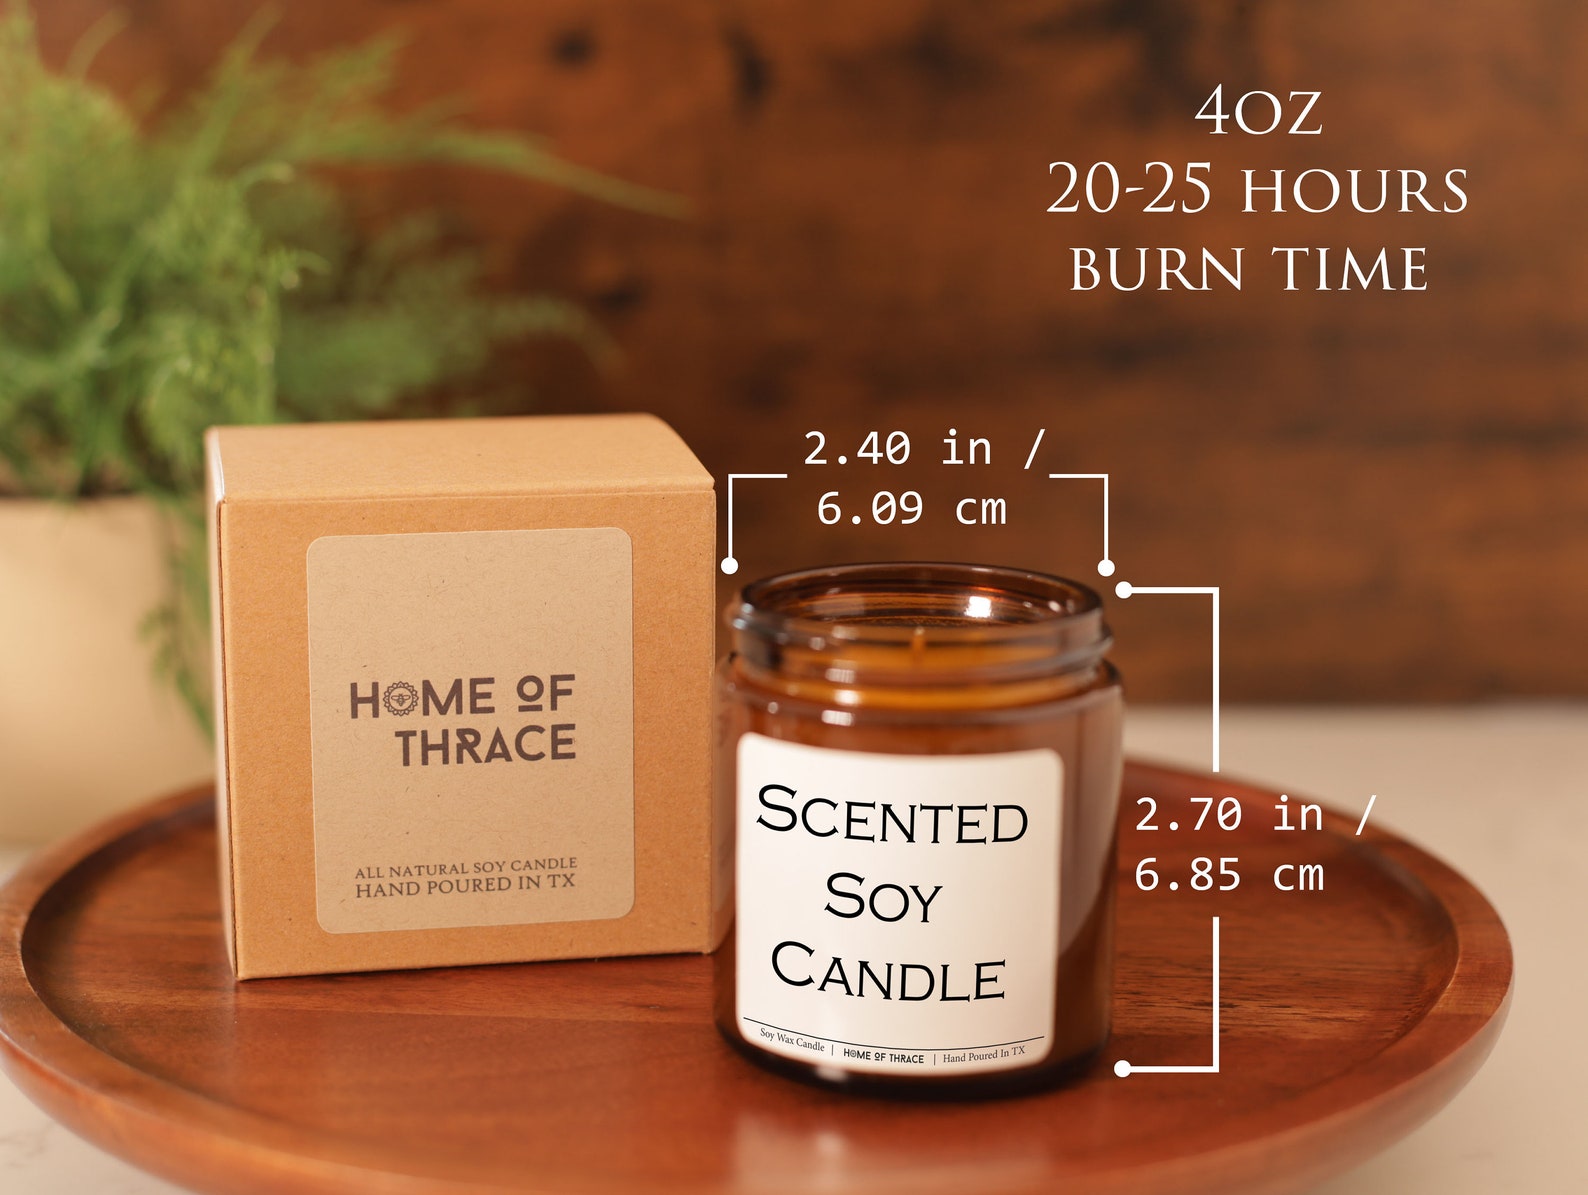 4OZ
20-25 HOURS
BURN TIME
2.40 in /
6.09 cm
HOME OF
THRACE
ALL NATURAL SOY CANDLE
HAND POURED IN TX
SCENTED
SOY
CANDLE
Soy Wax Candle | HOME OF THRACE | Hand Poured In TX
2.70 in /
6.85 cm